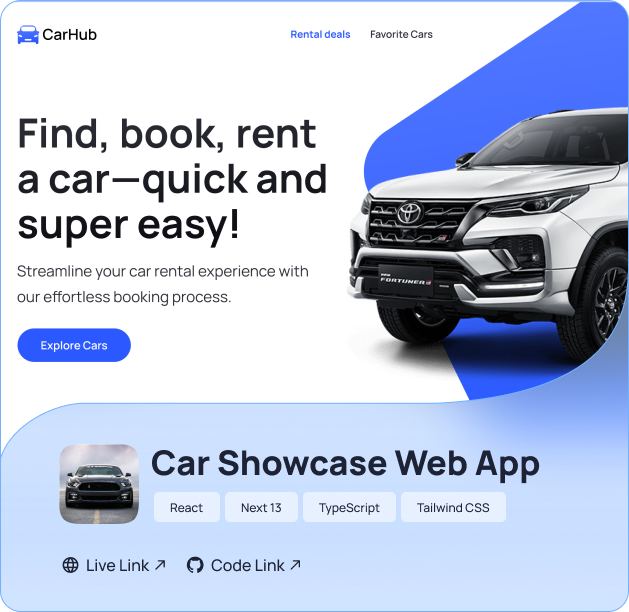 CarHub
Rental deals
Favorite Cars
Find, book, rent
a car—quick and
super easy!
Streamline your car rental experience with
our effortless booking process.
Explore Cars
FORTUNER
Car Showcase Web App
React
Next 13
TypeScript
Tailwind CSS
Live Link ↗
Code Link ↗